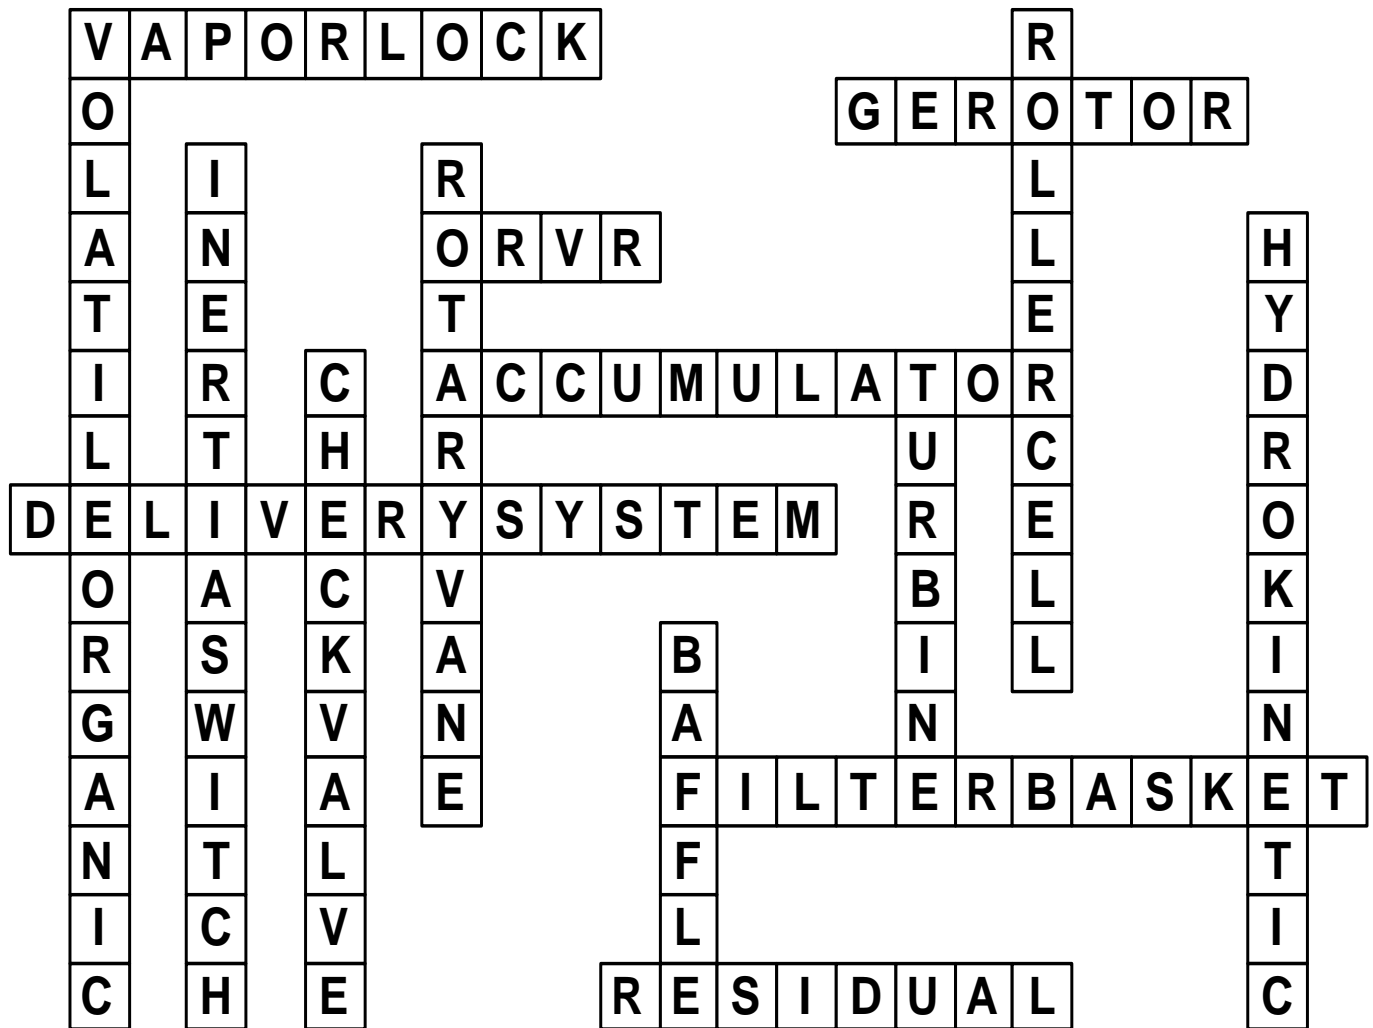 VAPORLOCK
VOLATILEORGANIC
ROLLERCELL
GEROTOR
INERTIASWITCH
ROTARYVANE
ORVR
HYDROKINETIC
CHECKVALVE
ACCUMULATOR
TURBINE
DELIVERYSYSTEM
BAFFLE
FILTERBASKET
RESIDUAL